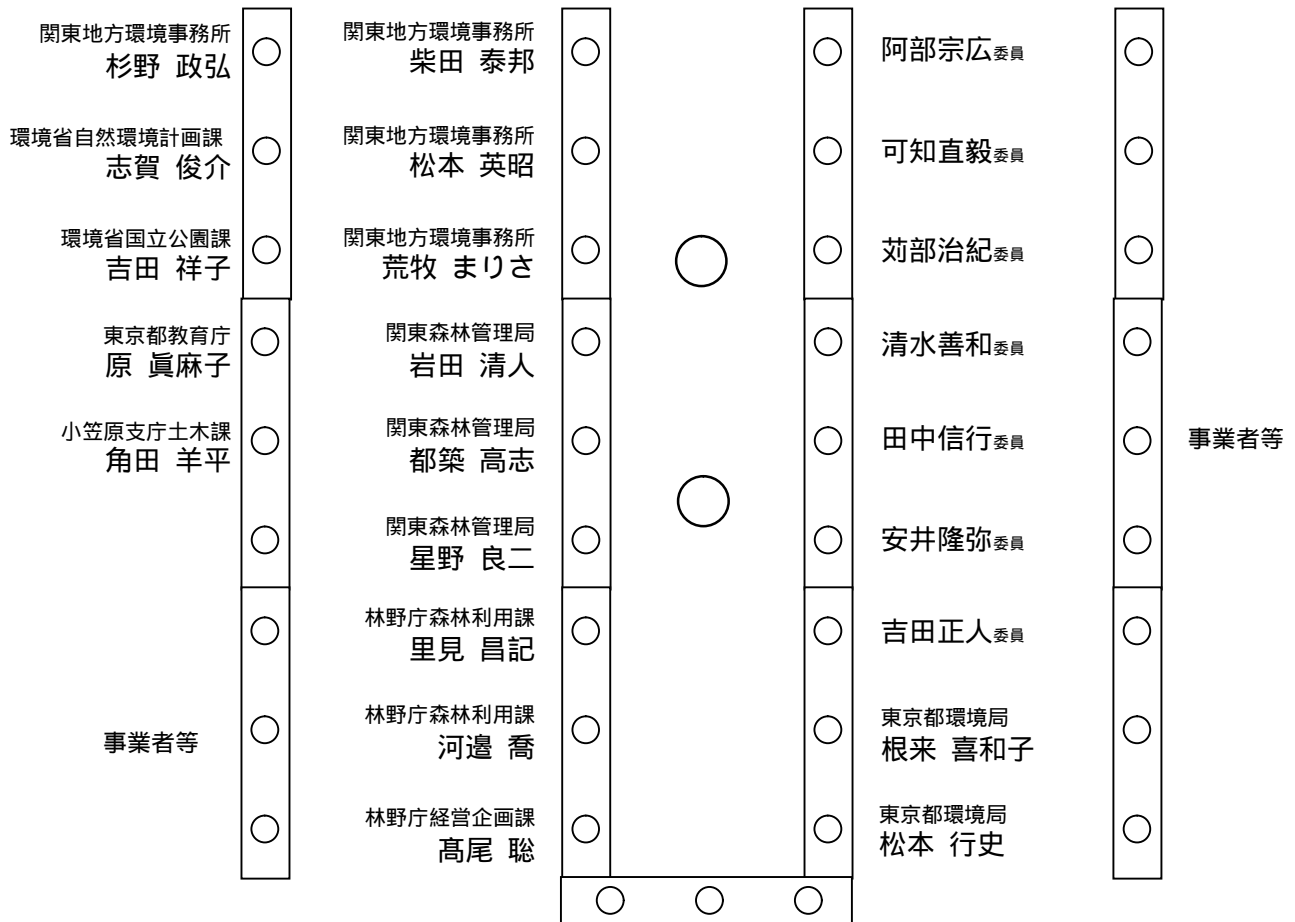 関東地方環境事務所
杉野 政弘
環境省自然環境計画課
志賀 俊介
環境省国立公園課
吉田 祥子
東京都教育庁
原 眞麻子
小笠原支庁土木課
角田 羊平
事業者等
関東地方環境事務所
柴田 泰邦
関東地方環境事務所
松本 英昭
関東地方環境事務所
荒牧 まりさ
関東森林管理局
岩田 清人
関東森林管理局
都築 高志
関東森林管理局
星野 良二
林野庁森林利用課
里見 昌記
林野庁森林利用課
河邉 喬
林野庁経営企画課
髙尾 聡
阿部宗広委員
可知直毅委員
苅部治紀委員
清水善和委員
田中信行委員
安井隆弥委員
吉田正人委員
東京都環境局
根来 喜和子
東京都環境局
松本 行史
事業者等